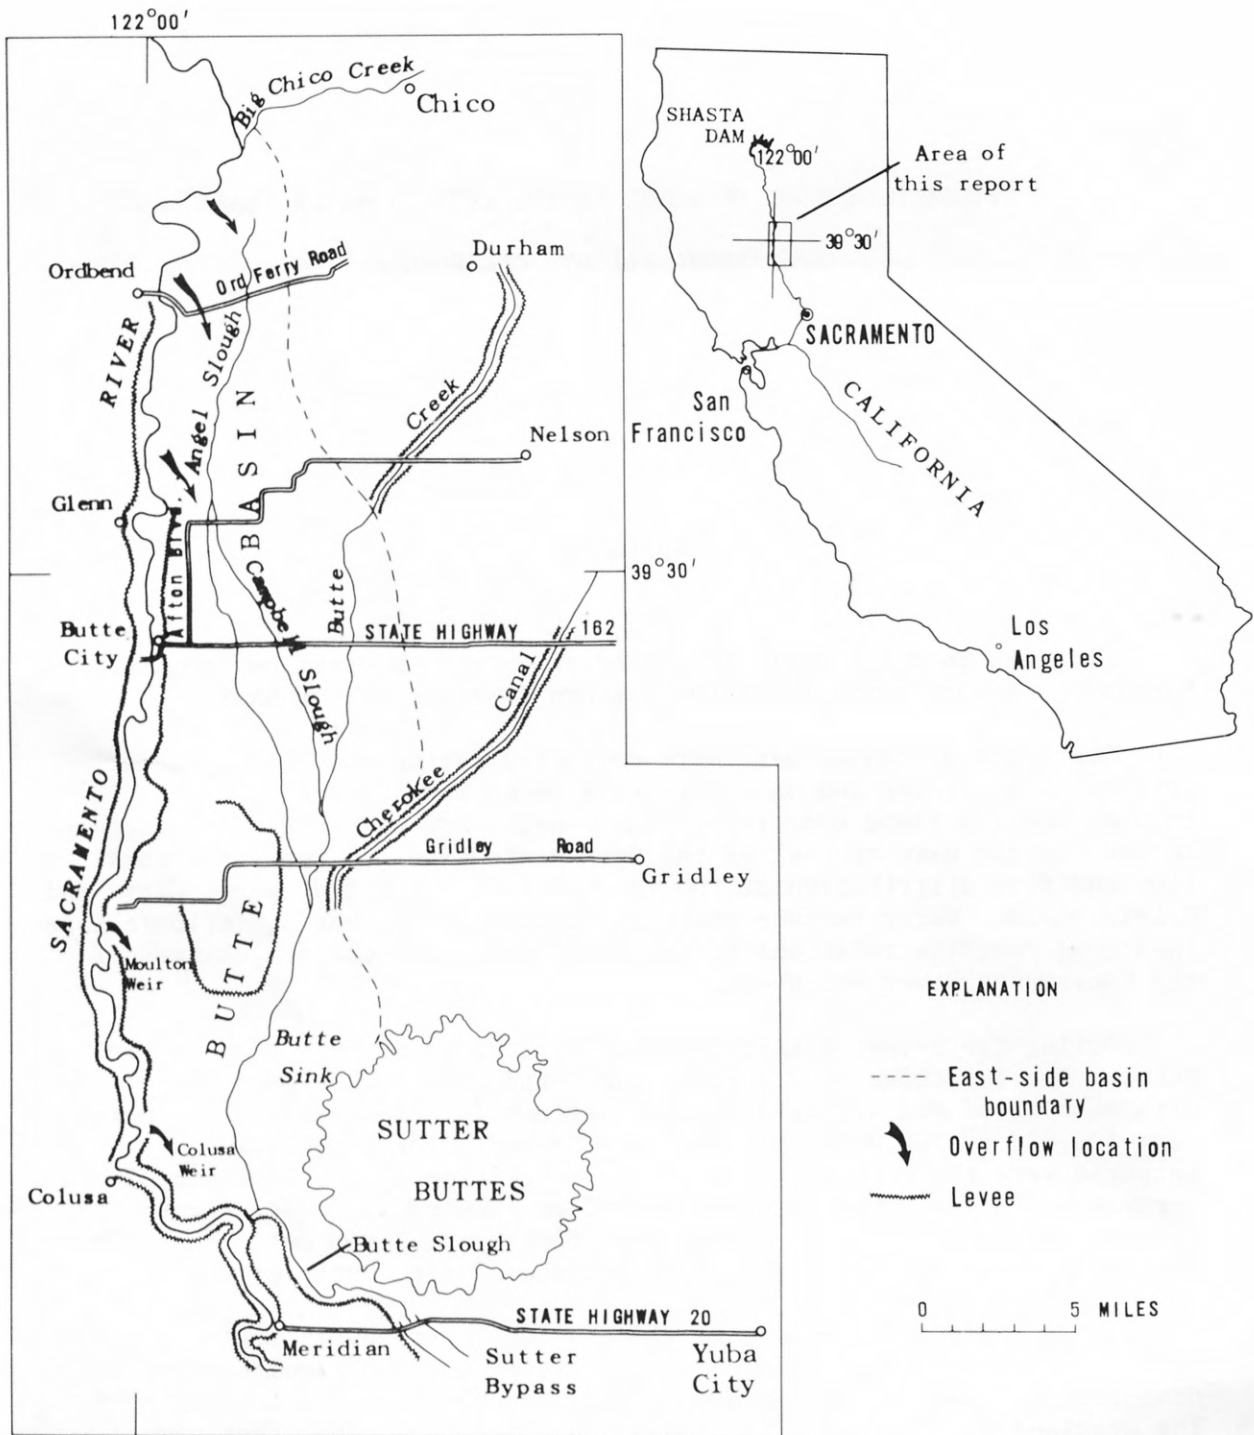 122°00'
Big Chico Creek
Chico
Ordbend
Ord Ferry Road
Durham
RIVER
Angel Slough
Creek
Nelson
Glenn
Afton Blvd.
BASIN
Campbell Slough
Butte
39°30'
Butte
City
STATE HIGHWAY 162
Canal
Cherokee
SACRAMENTO
Gridley Road
Gridley
BUTTE
Moulton
Weir
Butte
Sink
SUTTER
BUTTES
Colusa
Weir
Colusa
Butte Slough
STATE HIGHWAY 20
Meridian
Sutter
Bypass
Yuba
City
SHASTA
DAM
122°00'
Area of
this report
39°30'
SACRAMENTO
San
Francisco
CALIFORNIA
Los
Angeles
EXPLANATION
East-side basin
boundary
Overflow location
Levee
0 5 MILES